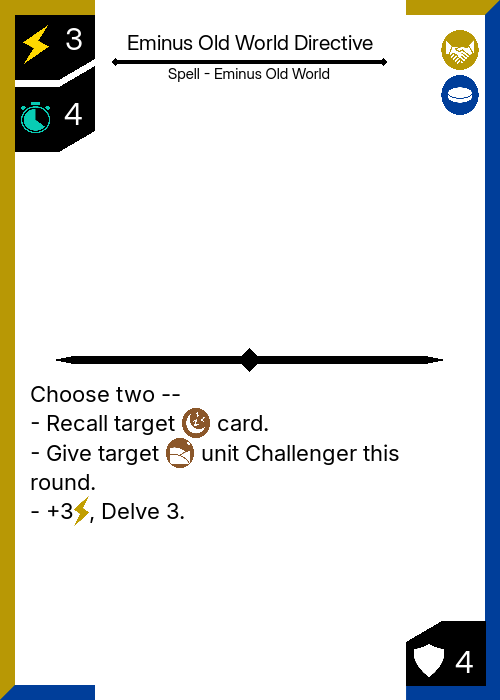 3
Eminus Old World Directive
Spell - Eminus Old World
4
Choose two --
- Recall target card.
- Give target unit Challenger this
round.
- +3, Delve 3.
4